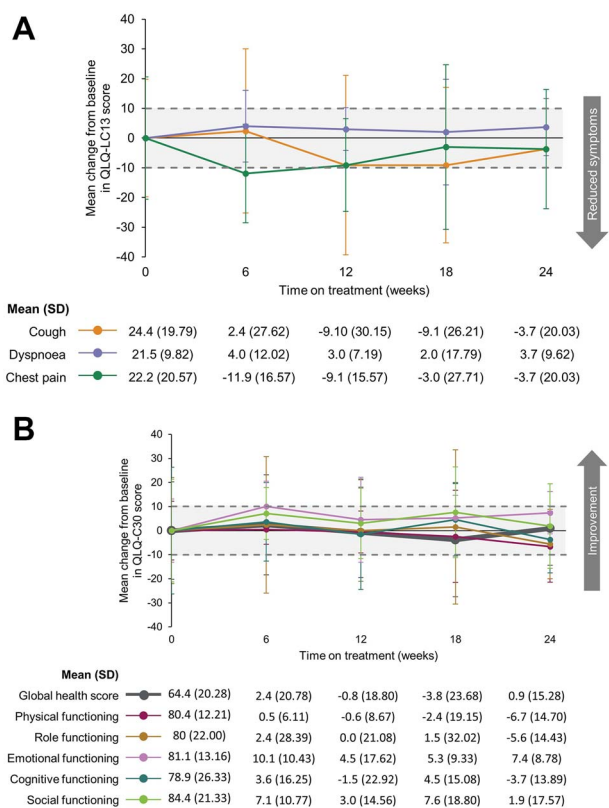 A
40
30
20
10
0
-10
-20
-30
-40
Mean change from baseline
in QLQ-LC13 score
0 6 12 18 24
Time on treatment (weeks)
Reduced symptoms
Mean (SD)
Cough 24.4 (19.79) 2.4 (27.62) -9.10 (30.15) -9.1 (26.21) -3.7 (20.03)
Dyspnoea 21.5 (9.82) 4.0 (12.02) 3.0 (7.19) 2.0 (17.79) 3.7 (9.62)
Chest pain 22.2 (20.57) -11.9 (16.57) -9.1 (15.57) -3.0 (27.71) -3.7 (20.03)
B
40
30
20
10
0
-10
-20
-30
-40
Mean change from baseline
in QLQ-C30 score
0 6 12 18 24
Time on treatment (weeks)
Improvement
Mean (SD)
Global health score 64.4 (20.28) 2.4 (20.78) -0.8 (18.80) -3.8 (23.68) 0.9 (15.28)
Physical functioning 80.4 (12.21) 0.5 (6.11) -0.6 (8.67) -2.4 (19.15) -6.7 (14.70)
Role functioning 80 (22.00) 2.4 (28.39) 0.0 (21.08) 1.5 (32.02) -5.6 (14.43)
Emotional functioning 81.1 (13.16) 10.1 (10.43) 4.5 (17.62) 5.3 (9.33) 7.4 (8.78)
Cognitive functioning 78.9 (26.33) 3.6 (16.25) -1.5 (22.92) 4.5 (15.08) -3.7 (13.89)
Social functioning 84.4 (21.33) 7.1 (10.77) 3.0 (14.56) 7.6 (18.80) 1.9 (17.57)